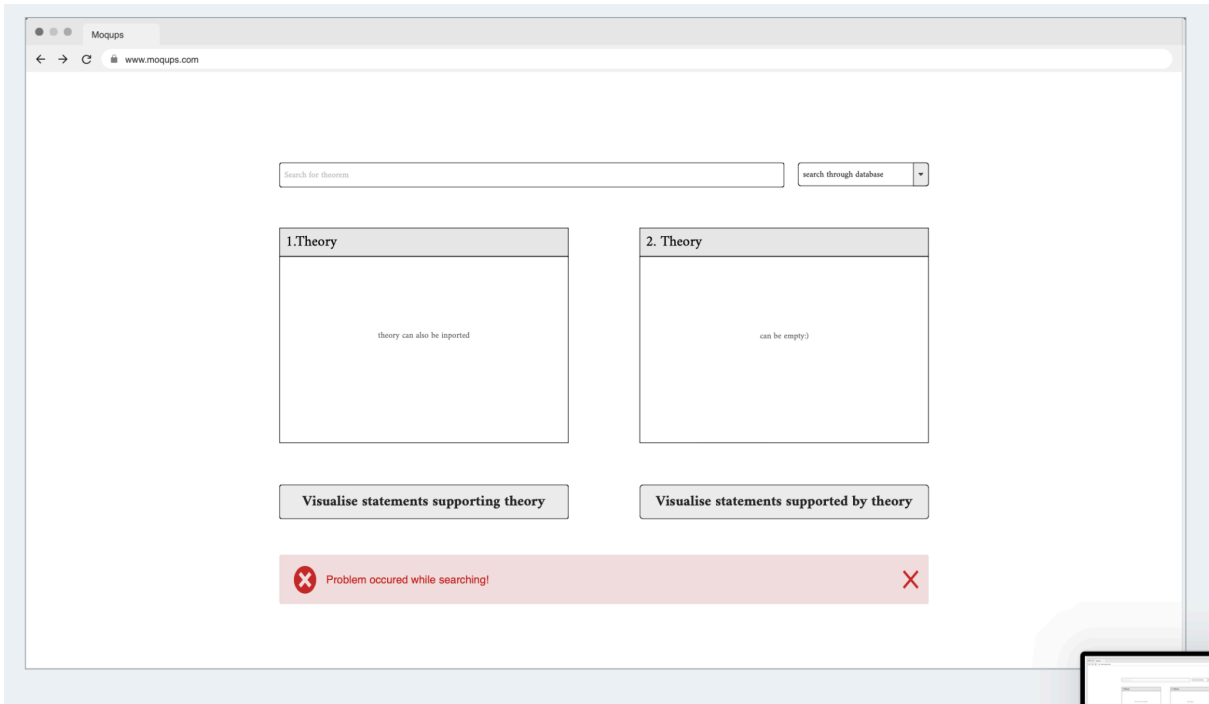 Moqups
www.moqups.com
Search for theorem
search through database
1.Theory
2. Theory
theory can also be inported
can be empty:)
Visualise statements supporting theory
Visualise statements supported by theory
Problem occured while searching!